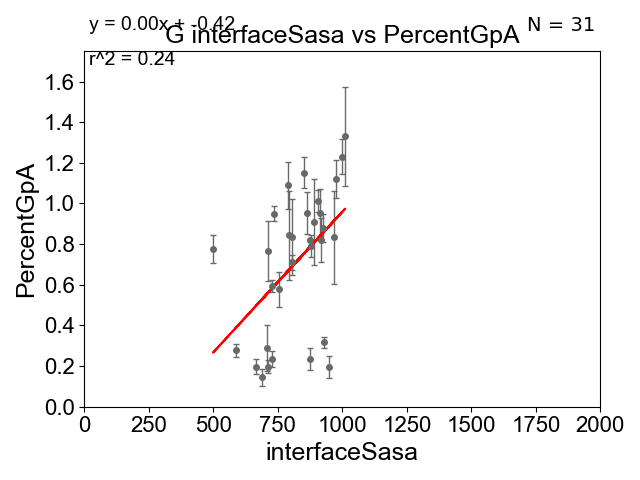 y = 0.00x + -0.42
G interfaceSasa vs PercentGpA
N = 31
r^2 = 0.24
PercentGpA
1.6
1.4
1.2
1.0
0.8
0.6
0.4
0.2
0.0
0 250 500 750 1000 1250 1500 1750 2000
interfaceSasa